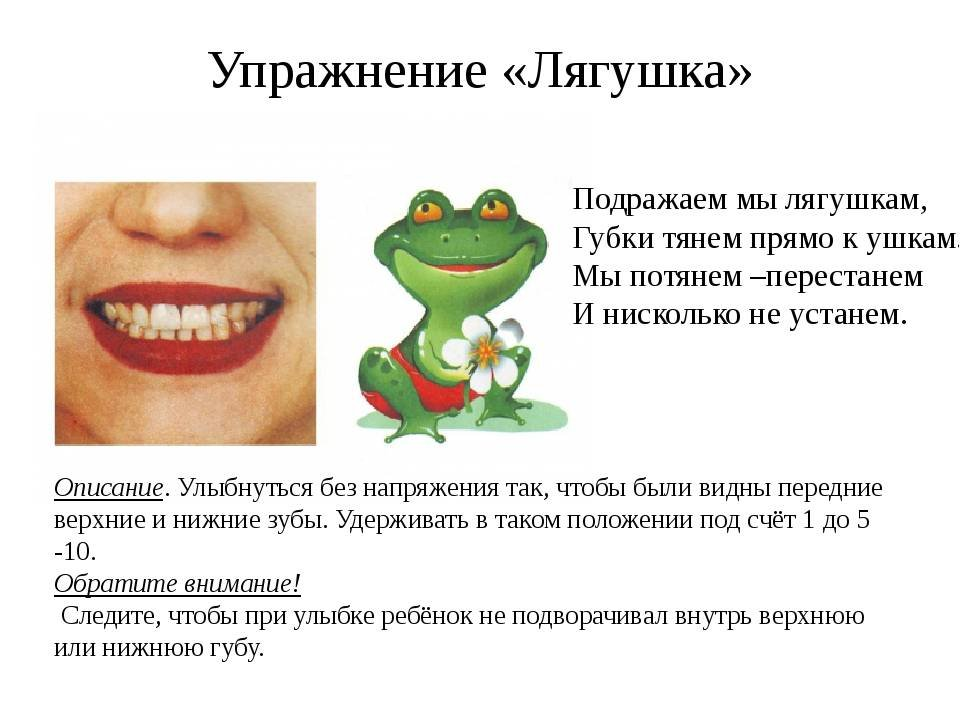 Упражнение «Лягушка»
Подражаем мы лягушкам,
Губки тянем прямо к ушкам.
Мы потянем –перестанем
И нисколько не устанем.
Описание. Улыбнуться без напряжения так, чтобы были видны передние
верхние и нижние зубы. Удерживать в таком положении под счёт 1 до 5
-10.
Обратите внимание!
Следите, чтобы при улыбке ребёнок не подворачивал внутрь верхнюю
или нижнюю губу.